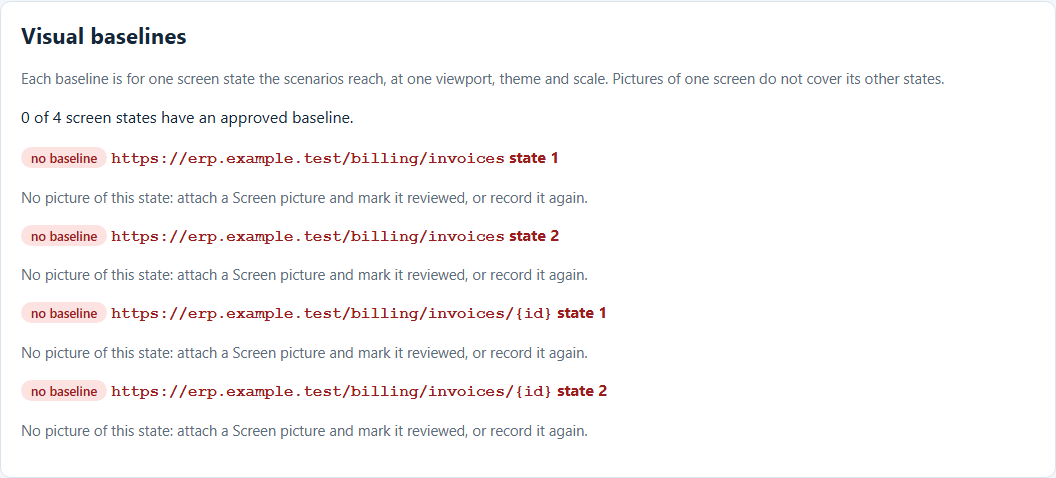 Visual baselines
Each baseline is for one screen state the scenarios reach, at one viewport, theme and scale. Pictures of one screen do not cover its other states.
0 of 4 screen states have an approved baseline.
no baseline https://erp.example.test/billing/invoices state 1
No picture of this state: attach a Screen picture and mark it reviewed, or record it again.
no baseline https://erp.example.test/billing/invoices state 2
No picture of this state: attach a Screen picture and mark it reviewed, or record it again.
no baseline https://erp.example.test/billing/invoices/{id} state 1
No picture of this state: attach a Screen picture and mark it reviewed, or record it again.
no baseline https://erp.example.test/billing/invoices/{id} state 2
No picture of this state: attach a Screen picture and mark it reviewed, or record it again.